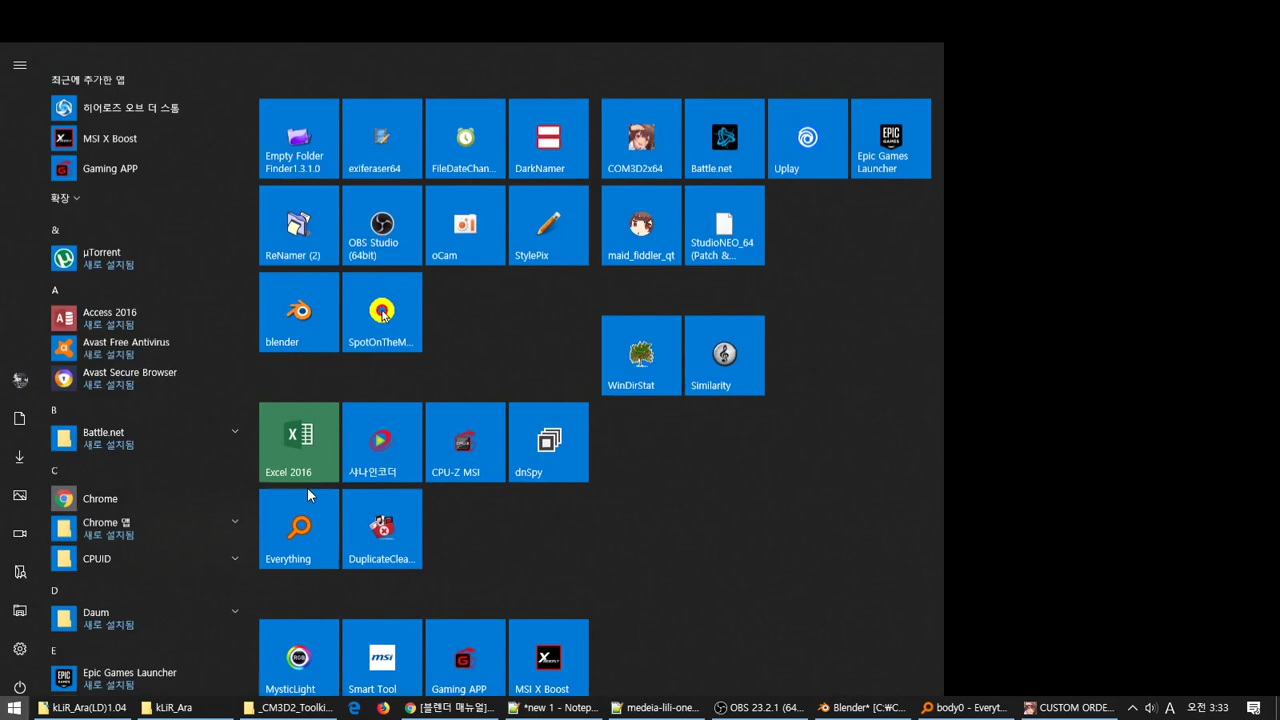 최근에 추가한 앱
히어로즈 오브 더 스톰
MSI X Boost
Gaming APP
확장
&
µTorrent
새로 설치됨
A
Access 2016
새로 설치됨
Avast Free Antivirus
새로 설치됨
Avast Secure Browser
새로 설치됨
B
Battle.net
새로 설치됨
C
Chrome
Chrome 앱
새로 설치됨
CPUID
D
Daum
새로 설치됨
E
Epic Games Launcher
새로 설치됨
Empty Folder
Finder1.3.1.0
exiferaser64
FileDateChan...
DarkNamer
ReNamer (2)
OBS Studio
(64bit)
oCam
StylePix
blender
SpotOnTheM...
Excel 2016
샤나인코더
CPU-Z MSI
dnSpy
Everything
DuplicateClea...
MysticLight
Smart Tool
Gaming APP
MSI X Boost
COM3D2x64
Battle.net
Uplay
Epic Games
Launcher
maid_fiddler_qt
StudioNEO_64
(Patch &...
WinDirStat
Similarity
kLiR_Ara(LD)1.04
kLiR_Ara
_CM3D2_Toolki...
[블렌더 매뉴얼]...
*new 1 - Notep...
medeia-lili-one...
OBS 23.2.1 (64...
Blender* [C:₩C...
body0 - Everyt...
CUSTOM ORDE...
A
오전 3:33